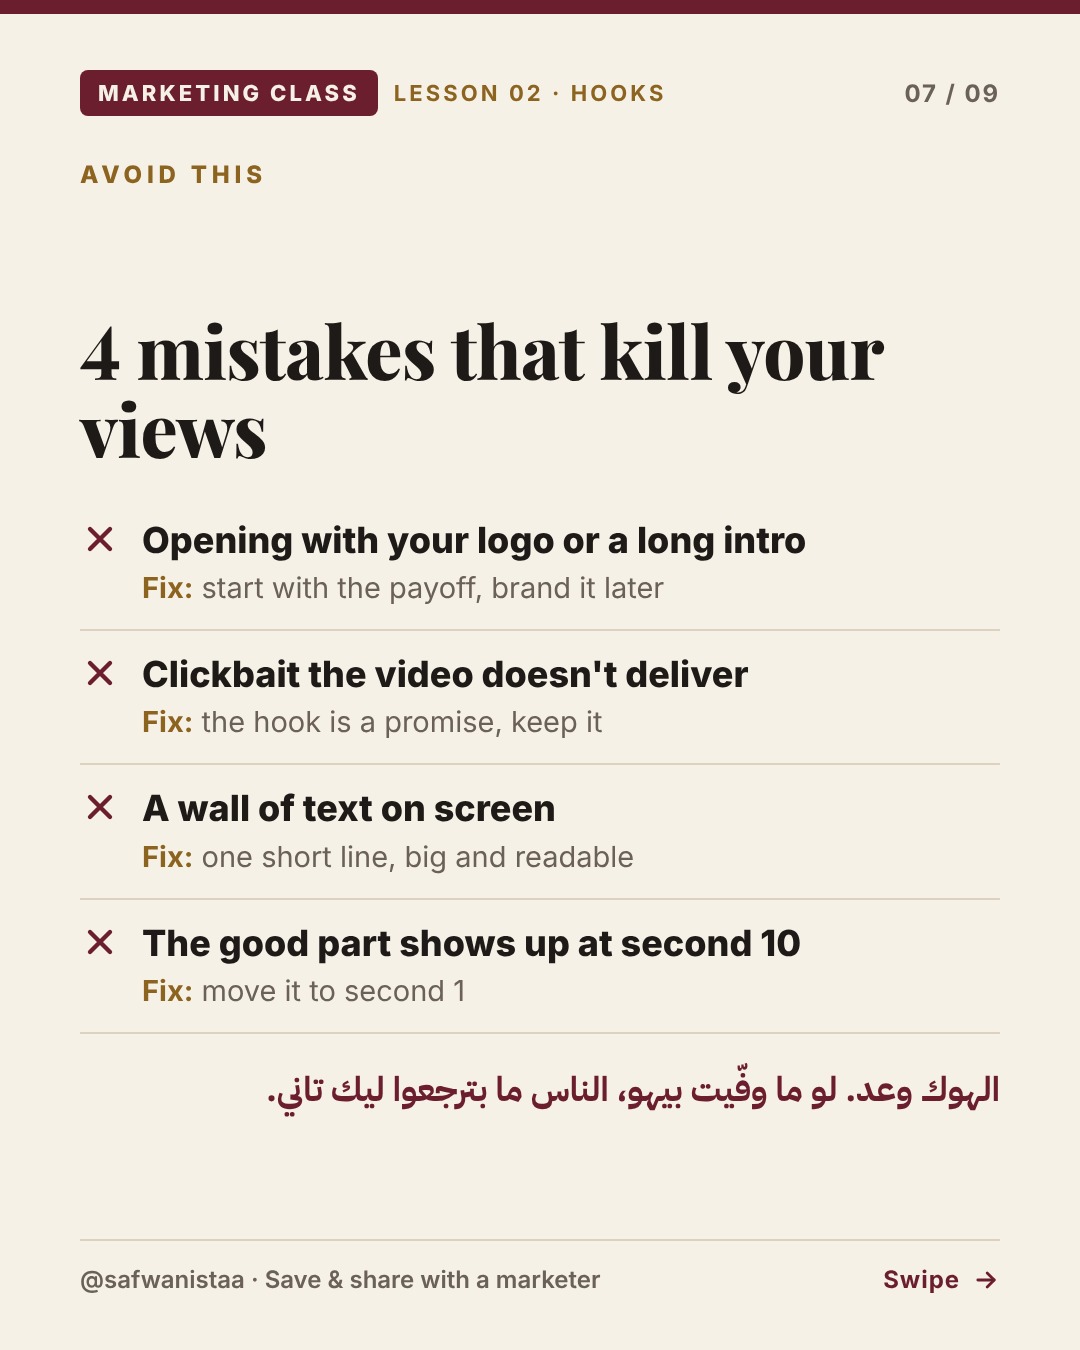 MARKETING CLASS LESSON 02 · HOOKS 07 / 09
AVOID THIS
4 mistakes that kill your
views
Opening with your logo or a long intro
Fix: start with the payoff, brand it later
Clickbait the video doesn't deliver
Fix: the hook is a promise, keep it
A wall of text on screen
Fix: one short line, big and readable
The good part shows up at second 10
Fix: move it to second 1
الهوك وعد. لو ما وفّيت بيهو، الناس ما بترجعوا ليك تاني.
@safwanistaa · Save & share with a marketer Swipe →